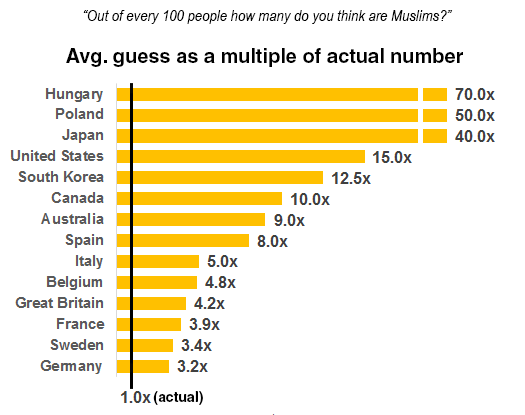 “Out of every 100 people how many do you think are Muslims?”
Avg. guess as a multiple of actual number
Hungary 70.0x
Poland 50.0x
Japan 40.0x
United States 15.0x
South Korea 12.5x
Canada 10.0x
Australia 9.0x
Spain 8.0x
Italy 5.0x
Belgium 4.8x
Great Britain 4.2x
France 3.9x
Sweden 3.4x
Germany 3.2x
1.0x (actual)